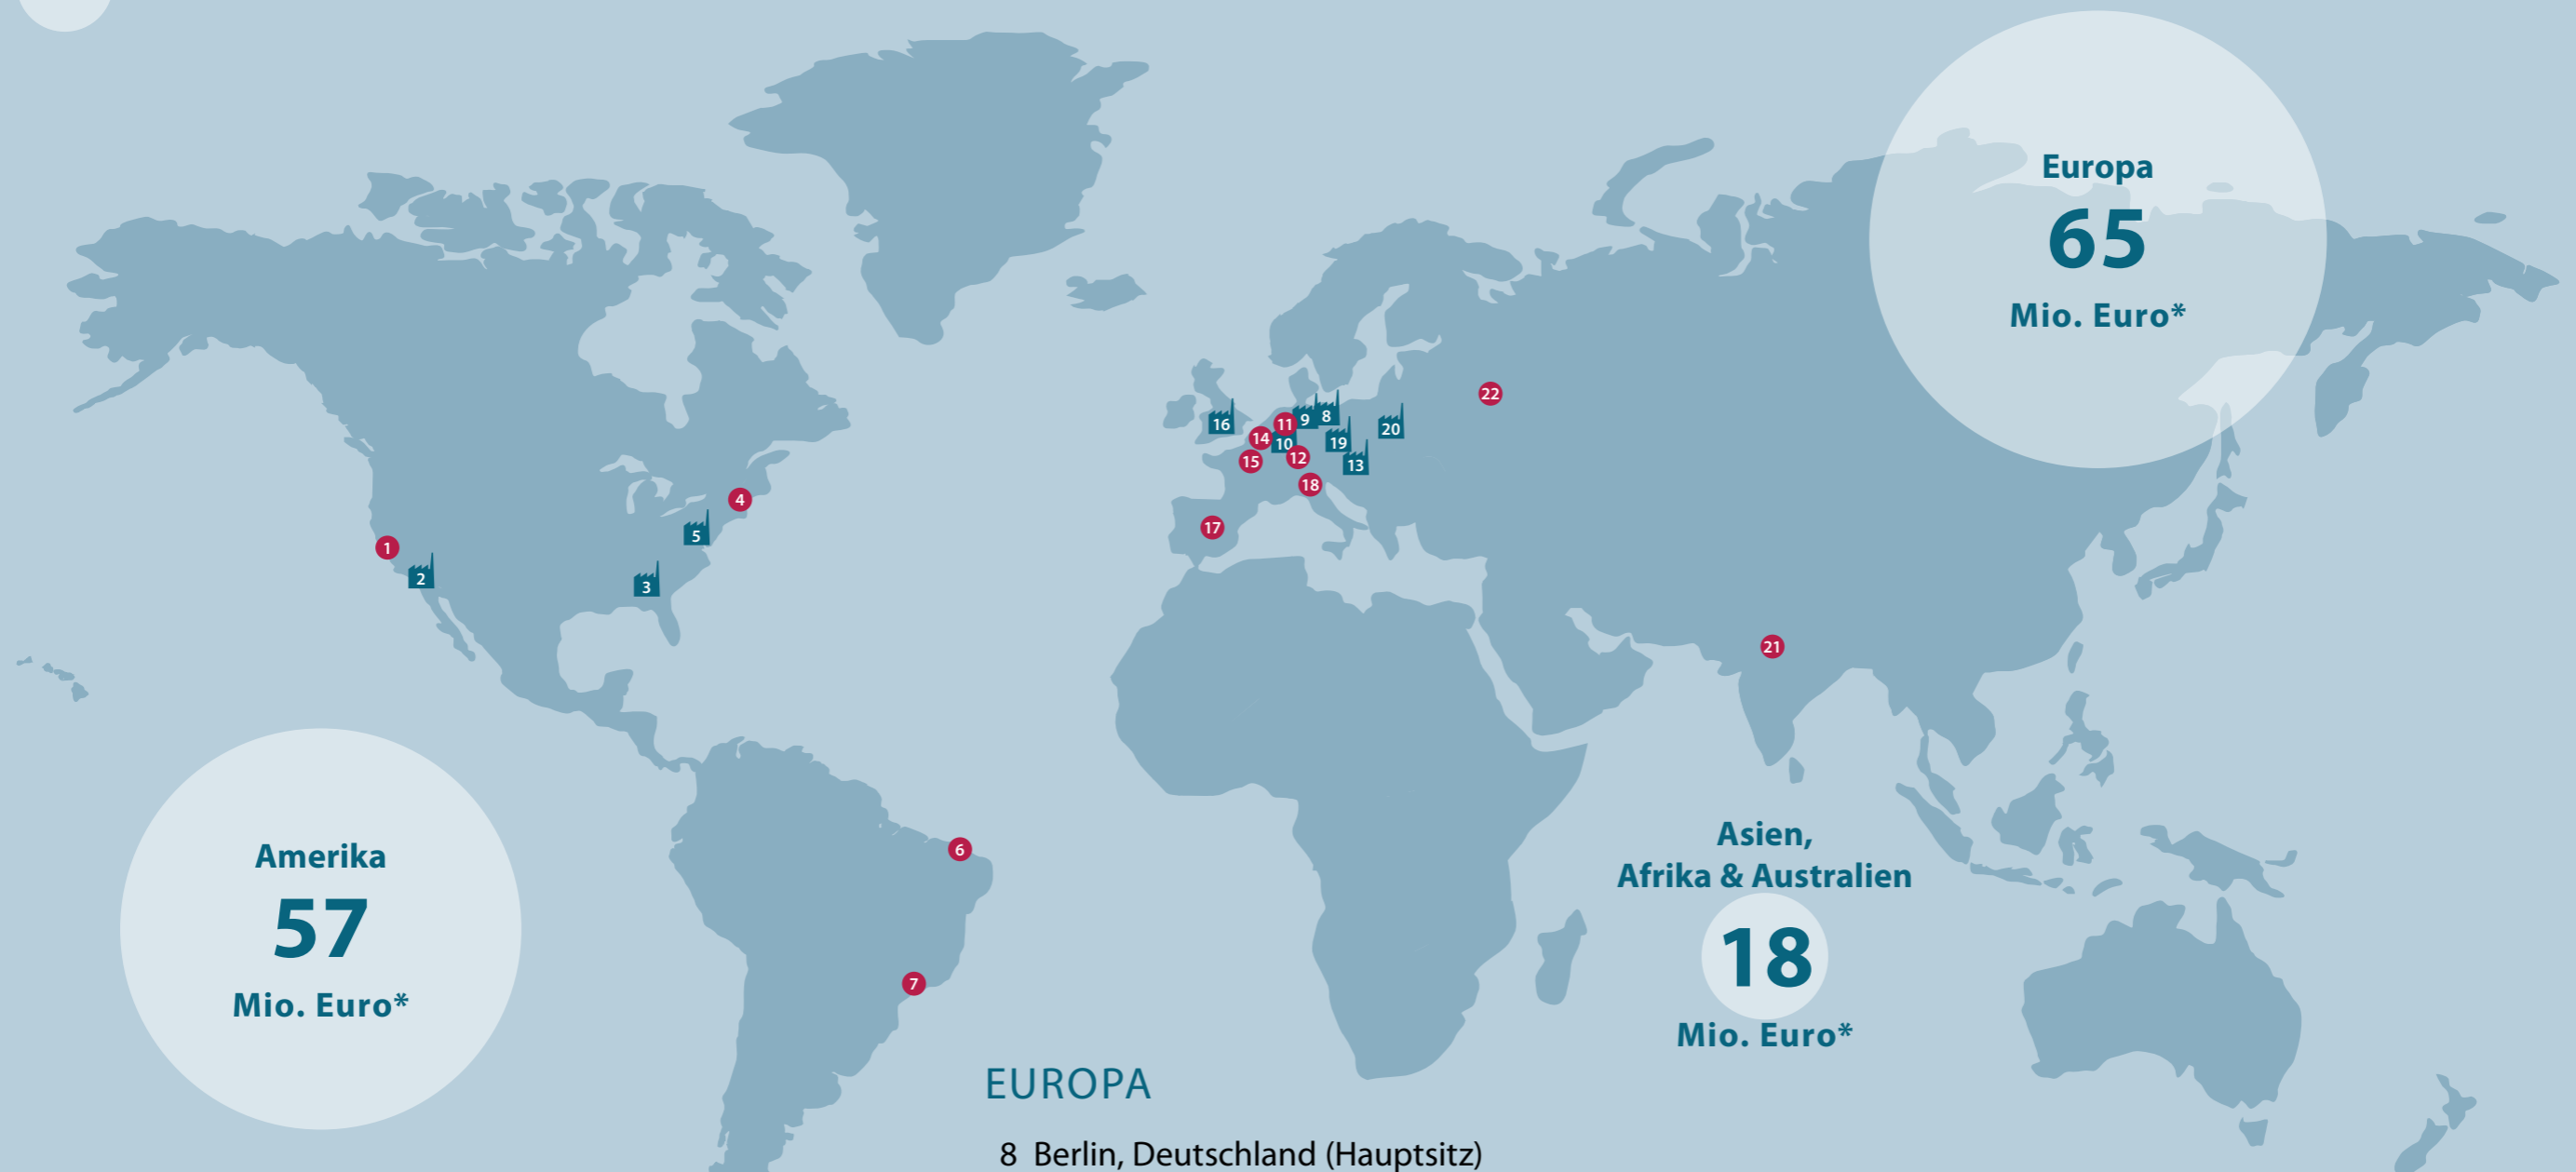 Europa
65
Mio. Euro*
22
16
11
9
8
20
14
10
19
15
12
13
18
4
17
5
1
2
3
21
Asien,
Afrika & Australien
18
Mio. Euro*
Amerika
57
Mio. Euro*
6
7
EUROPA
8 Berlin, Deutschland (Hauptsitz)